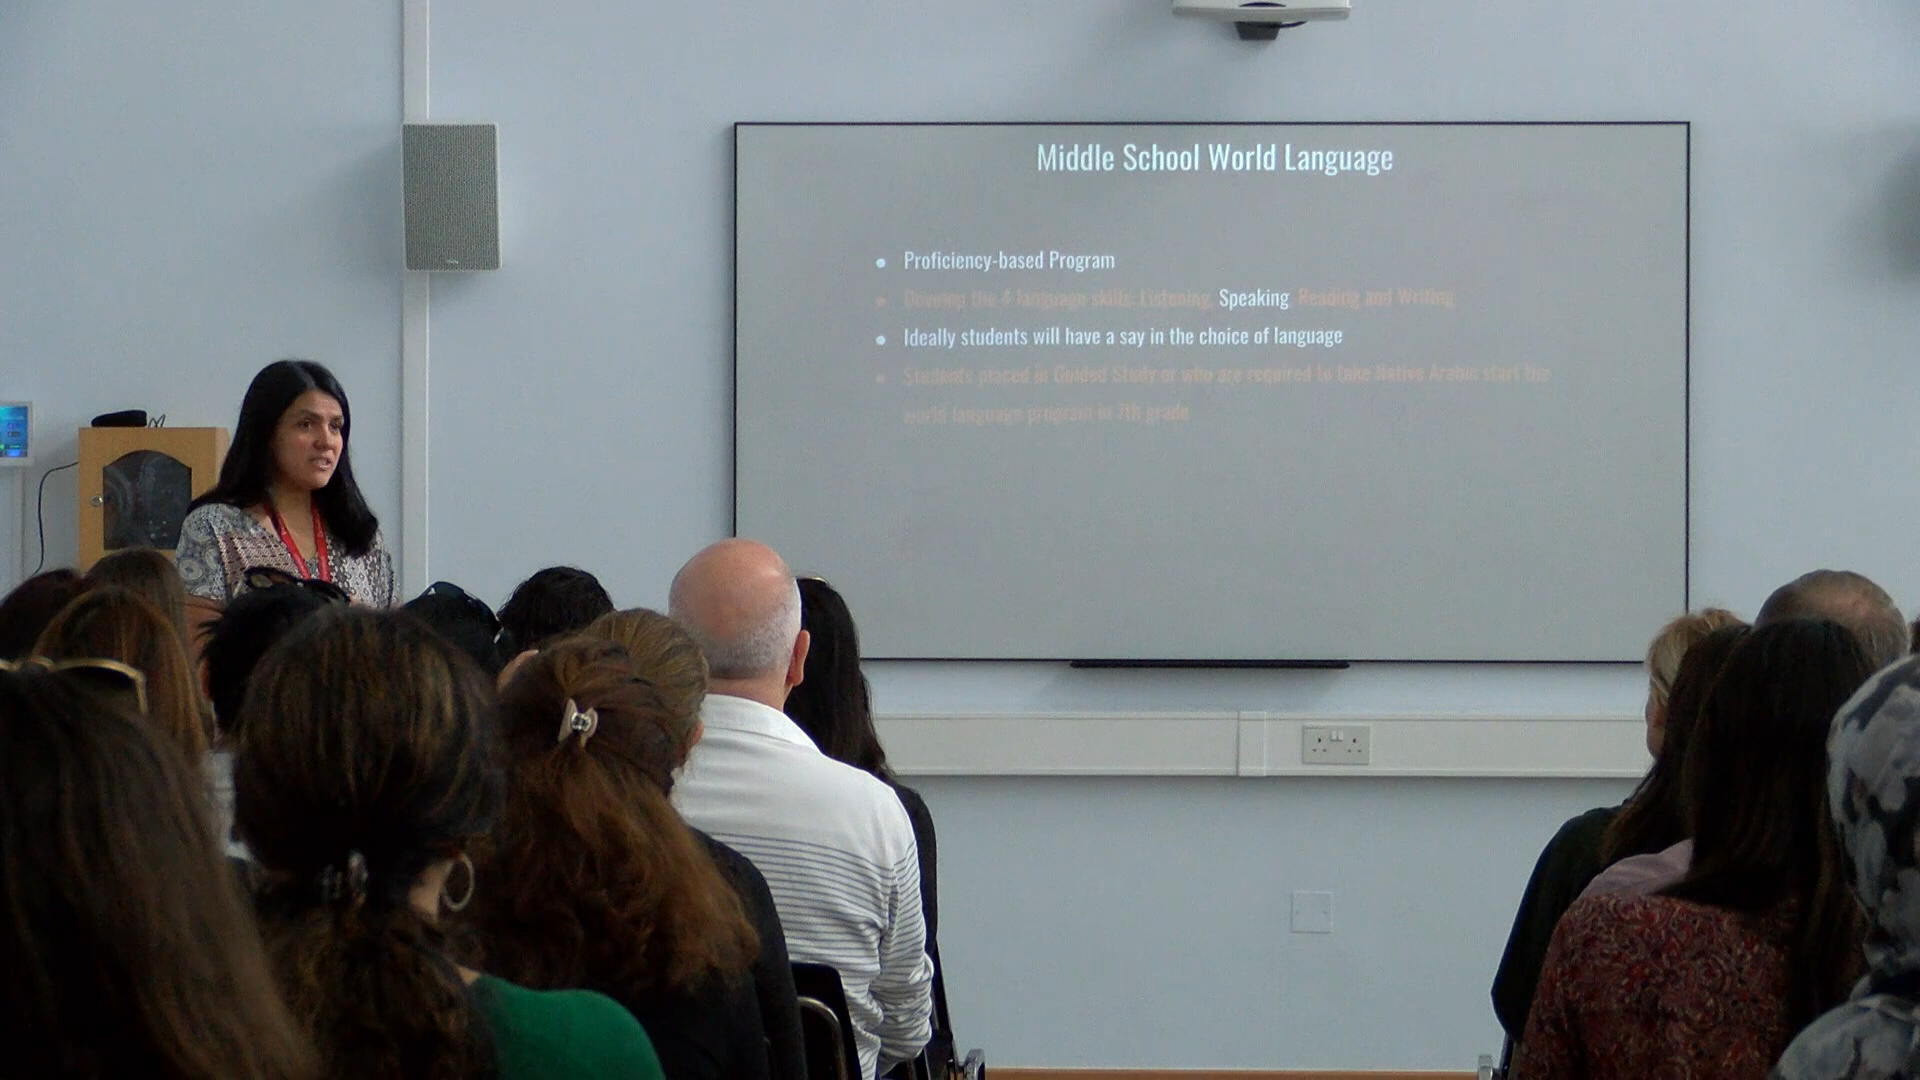 Middle School World Language
● Proficiency-based Program
● Develop the 4 language skills: Listening, Speaking, Reading and Writing
● Ideally students will have a say in the choice of language
● Students placed in Guided Study or who are required to take Native Arabic start the
world language program in 7th grade